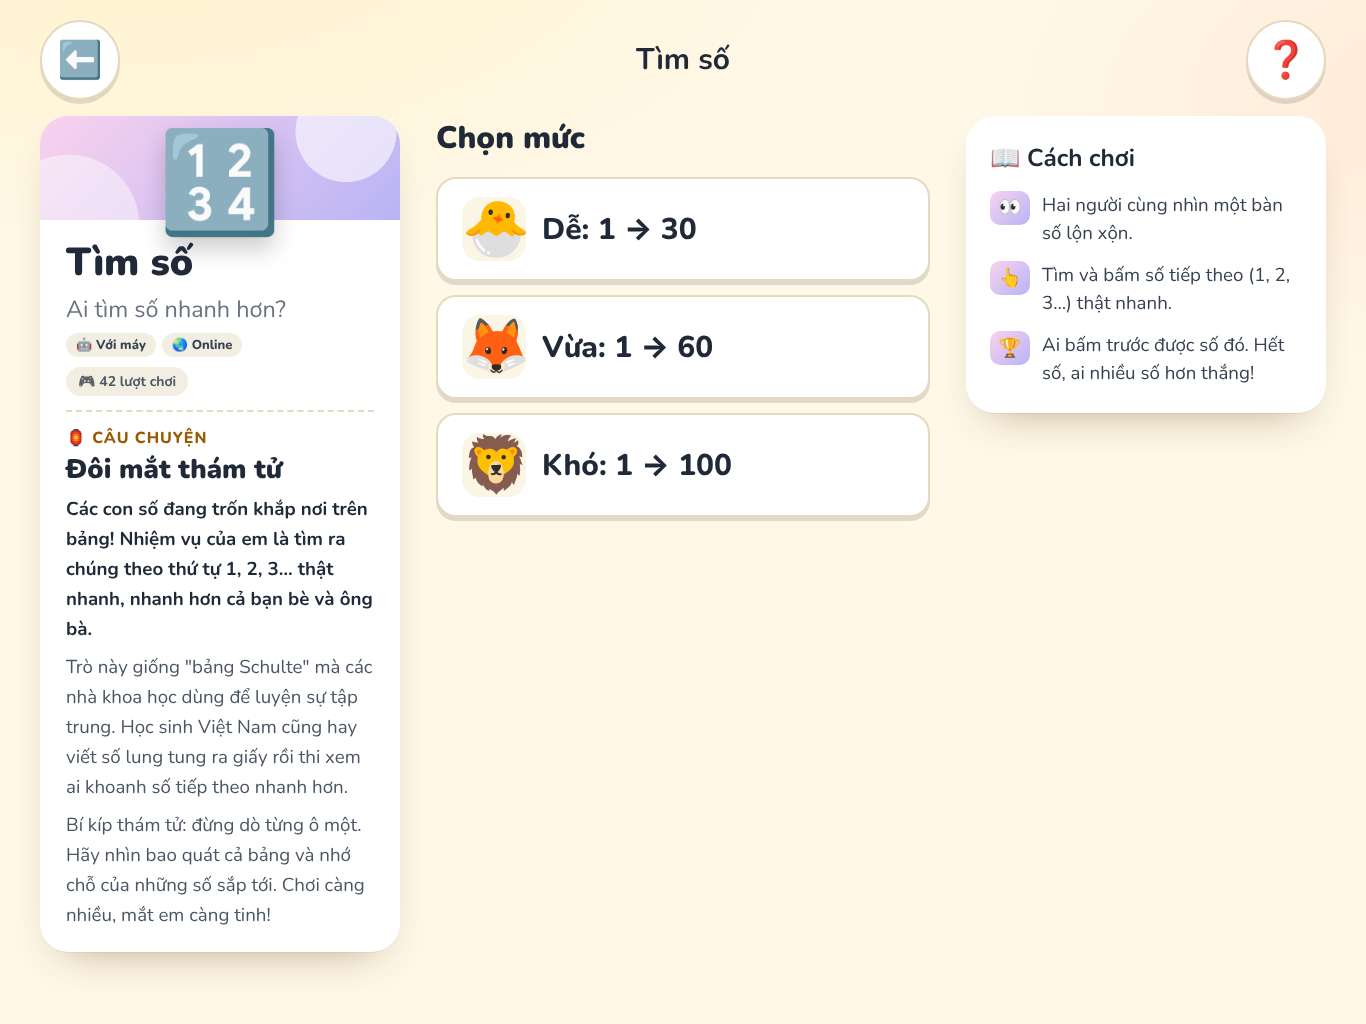 Tìm số
1 2
3 4
Tìm số
Ai tìm số nhanh hơn?
Với máy
Online
42 lượt chơi
CÂU CHUYỆN
Đôi mắt thám tử
Các con số đang trốn khắp nơi trên
bảng! Nhiệm vụ của em là tìm ra
chúng theo thứ tự 1, 2, 3... thật
nhanh, nhanh hơn cả bạn bè và ông
bà.
Trò này giống "bảng Schulte" mà các
nhà khoa học dùng để luyện sự tập
trung. Học sinh Việt Nam cũng hay
viết số lung tung ra giấy rồi thi xem
ai khoanh số tiếp theo nhanh hơn.
Bí kíp thám tử: đừng dò từng ô một.
Hãy nhìn bao quát cả bảng và nhớ
chỗ của những số sắp tới. Chơi càng
nhiều, mắt em càng tinh!
Chọn mức
Dễ: 1 → 30
Vừa: 1 → 60
Khó: 1 → 100
Cách chơi
Hai người cùng nhìn một bàn
số lộn xộn.
Tìm và bấm số tiếp theo (1, 2,
3...) thật nhanh.
Ai bấm trước được số đó. Hết
số, ai nhiều số hơn thắng!